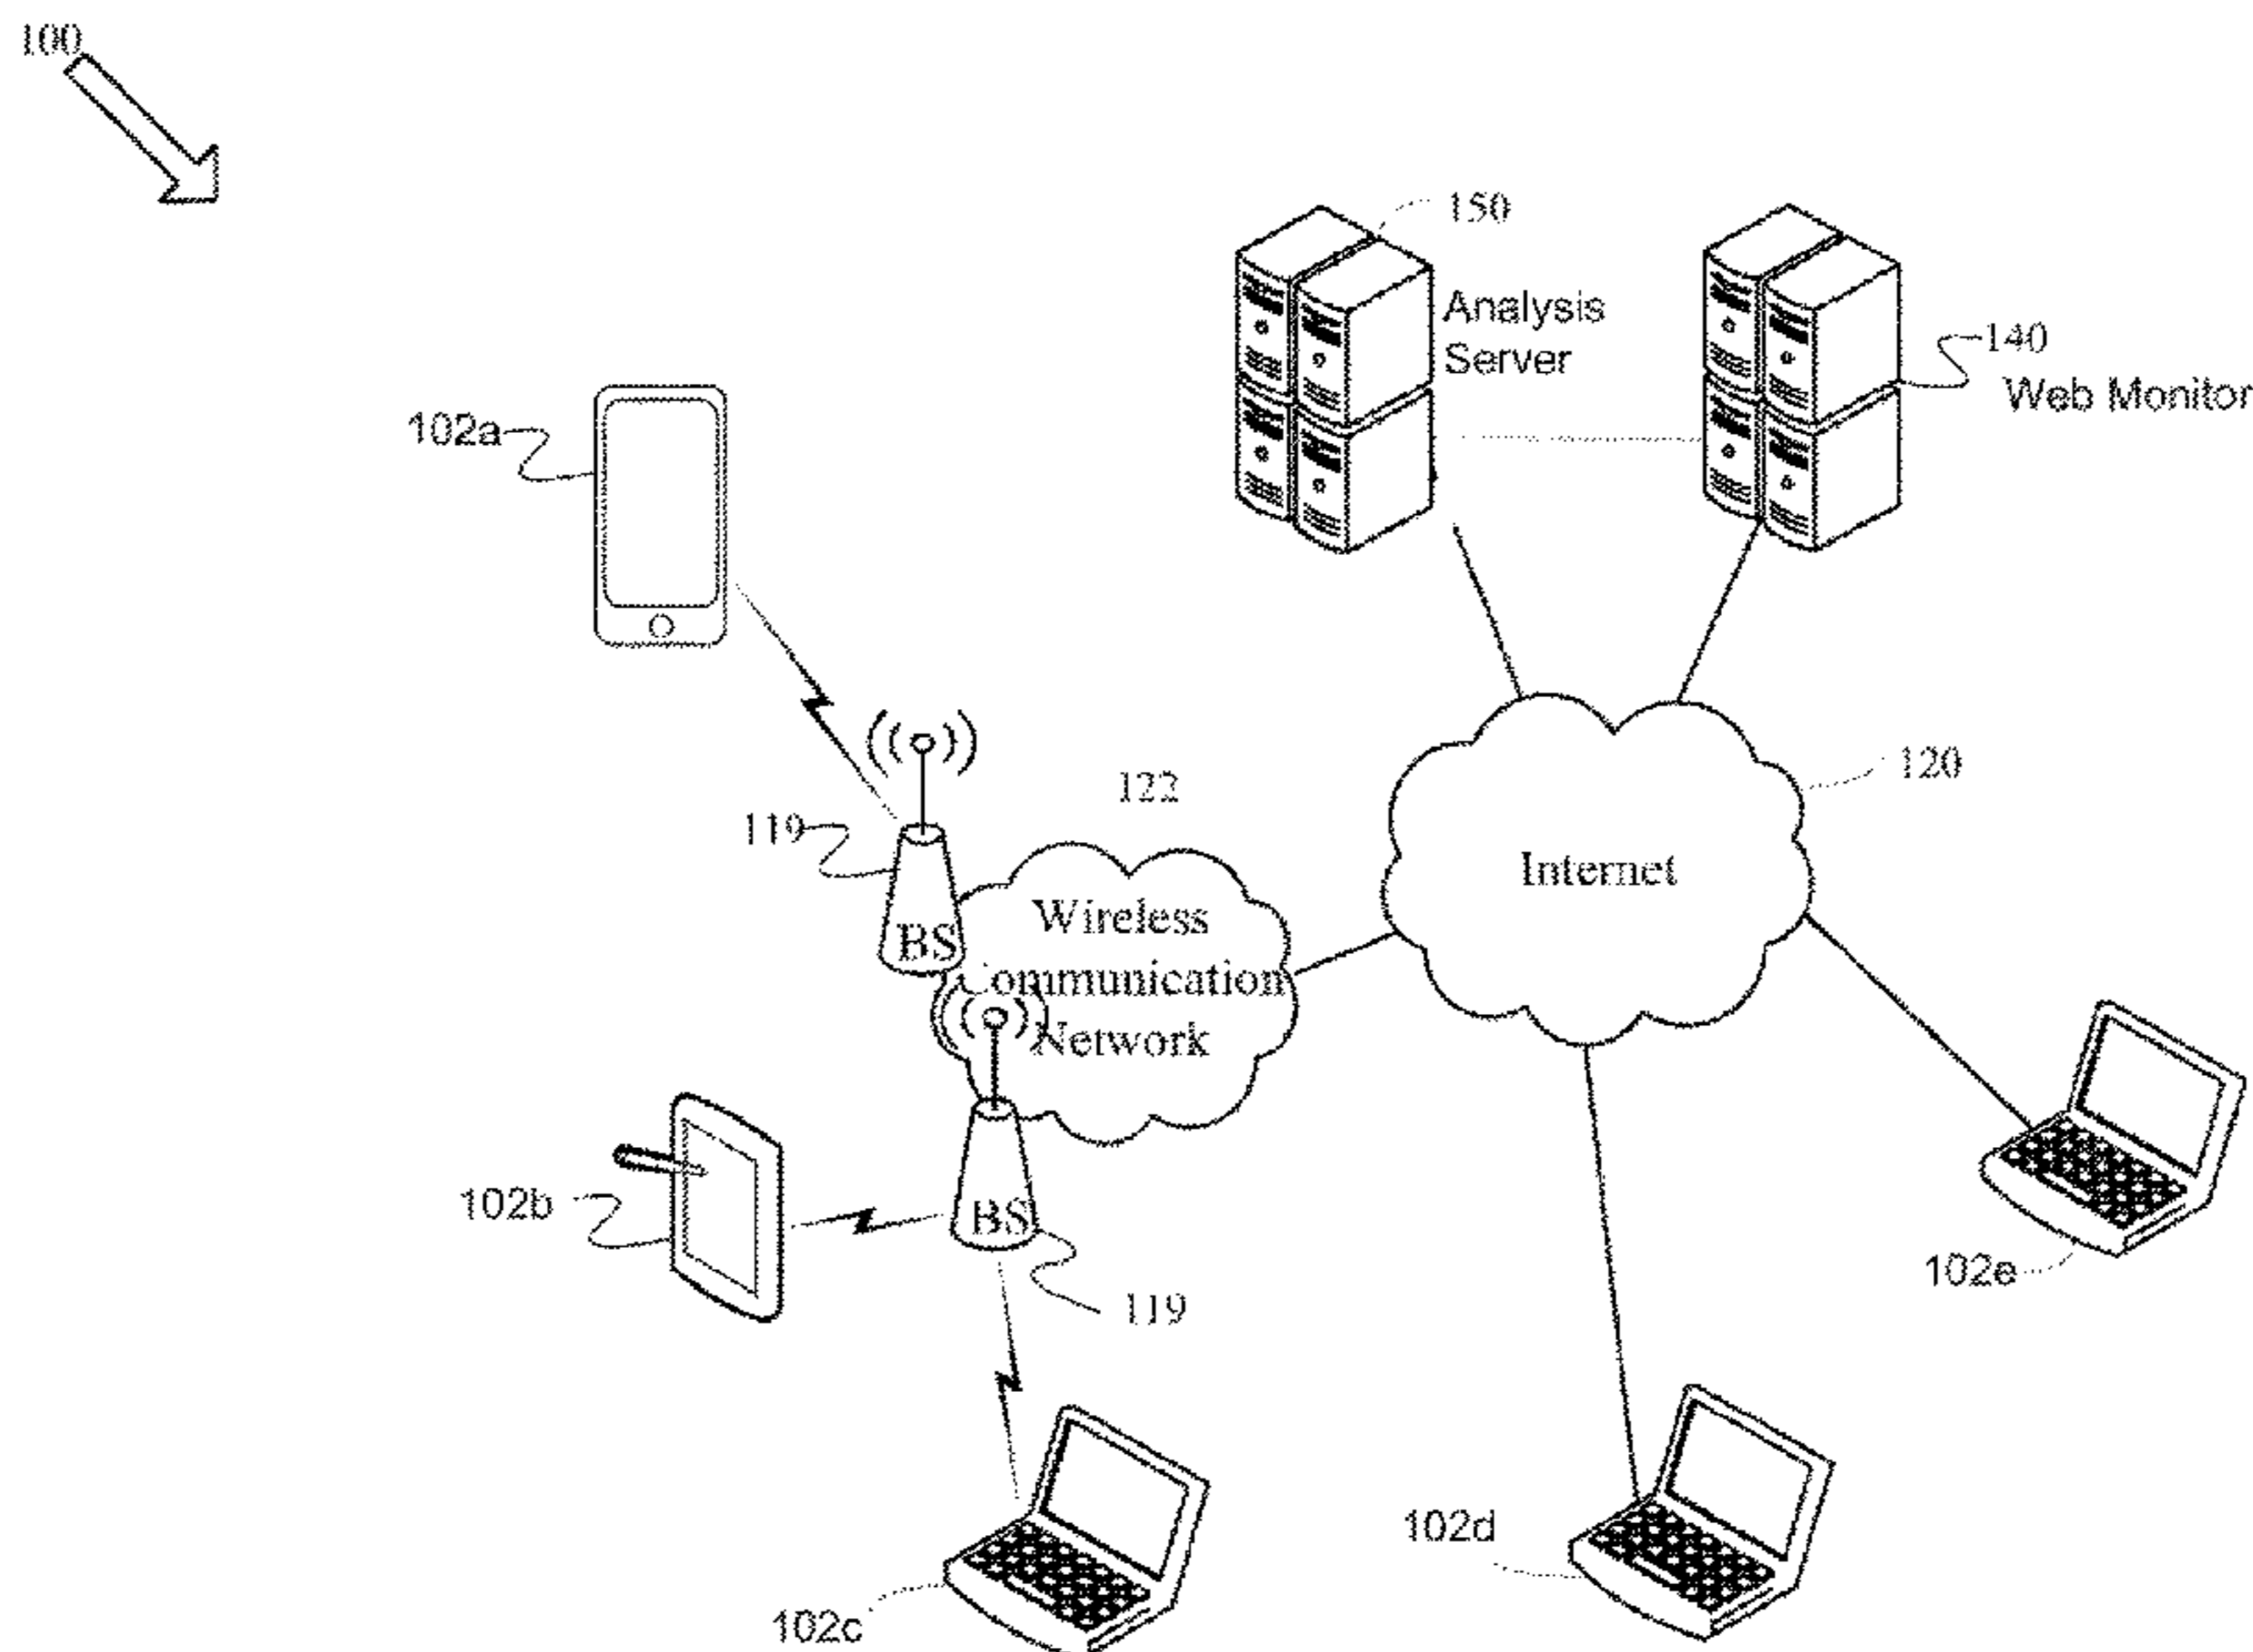 100
150
Analysis
Server
140
Web Monitor
102a
122
120
119
Internet
BS
Wireless
Communication
Network
102b
BS
102e
119
102d
102c